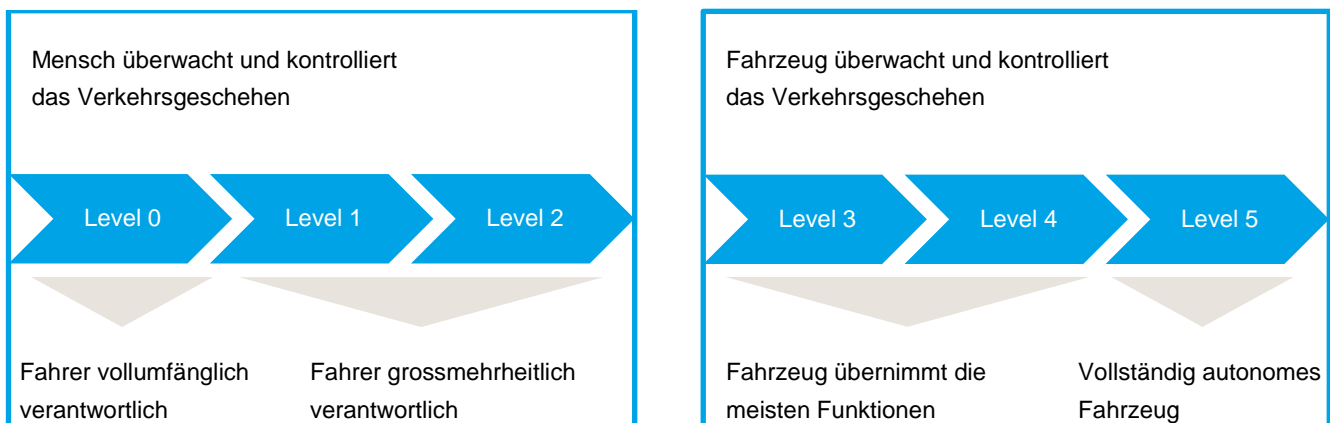 Mensch überwacht und kontrolliert
das Verkehrsgeschehen
Level 0
Level 1
Level 2
Fahrer vollumfänglich
verantwortlich
Fahrer grossmehrheitlich
verantwortlich
Fahrzeug überwacht und kontrolliert
das Verkehrsgeschehen
Level 3
Level 4
Level 5
Fahrzeug übernimmt die
meisten Funktionen
Vollständig autonomes
Fahrzeug